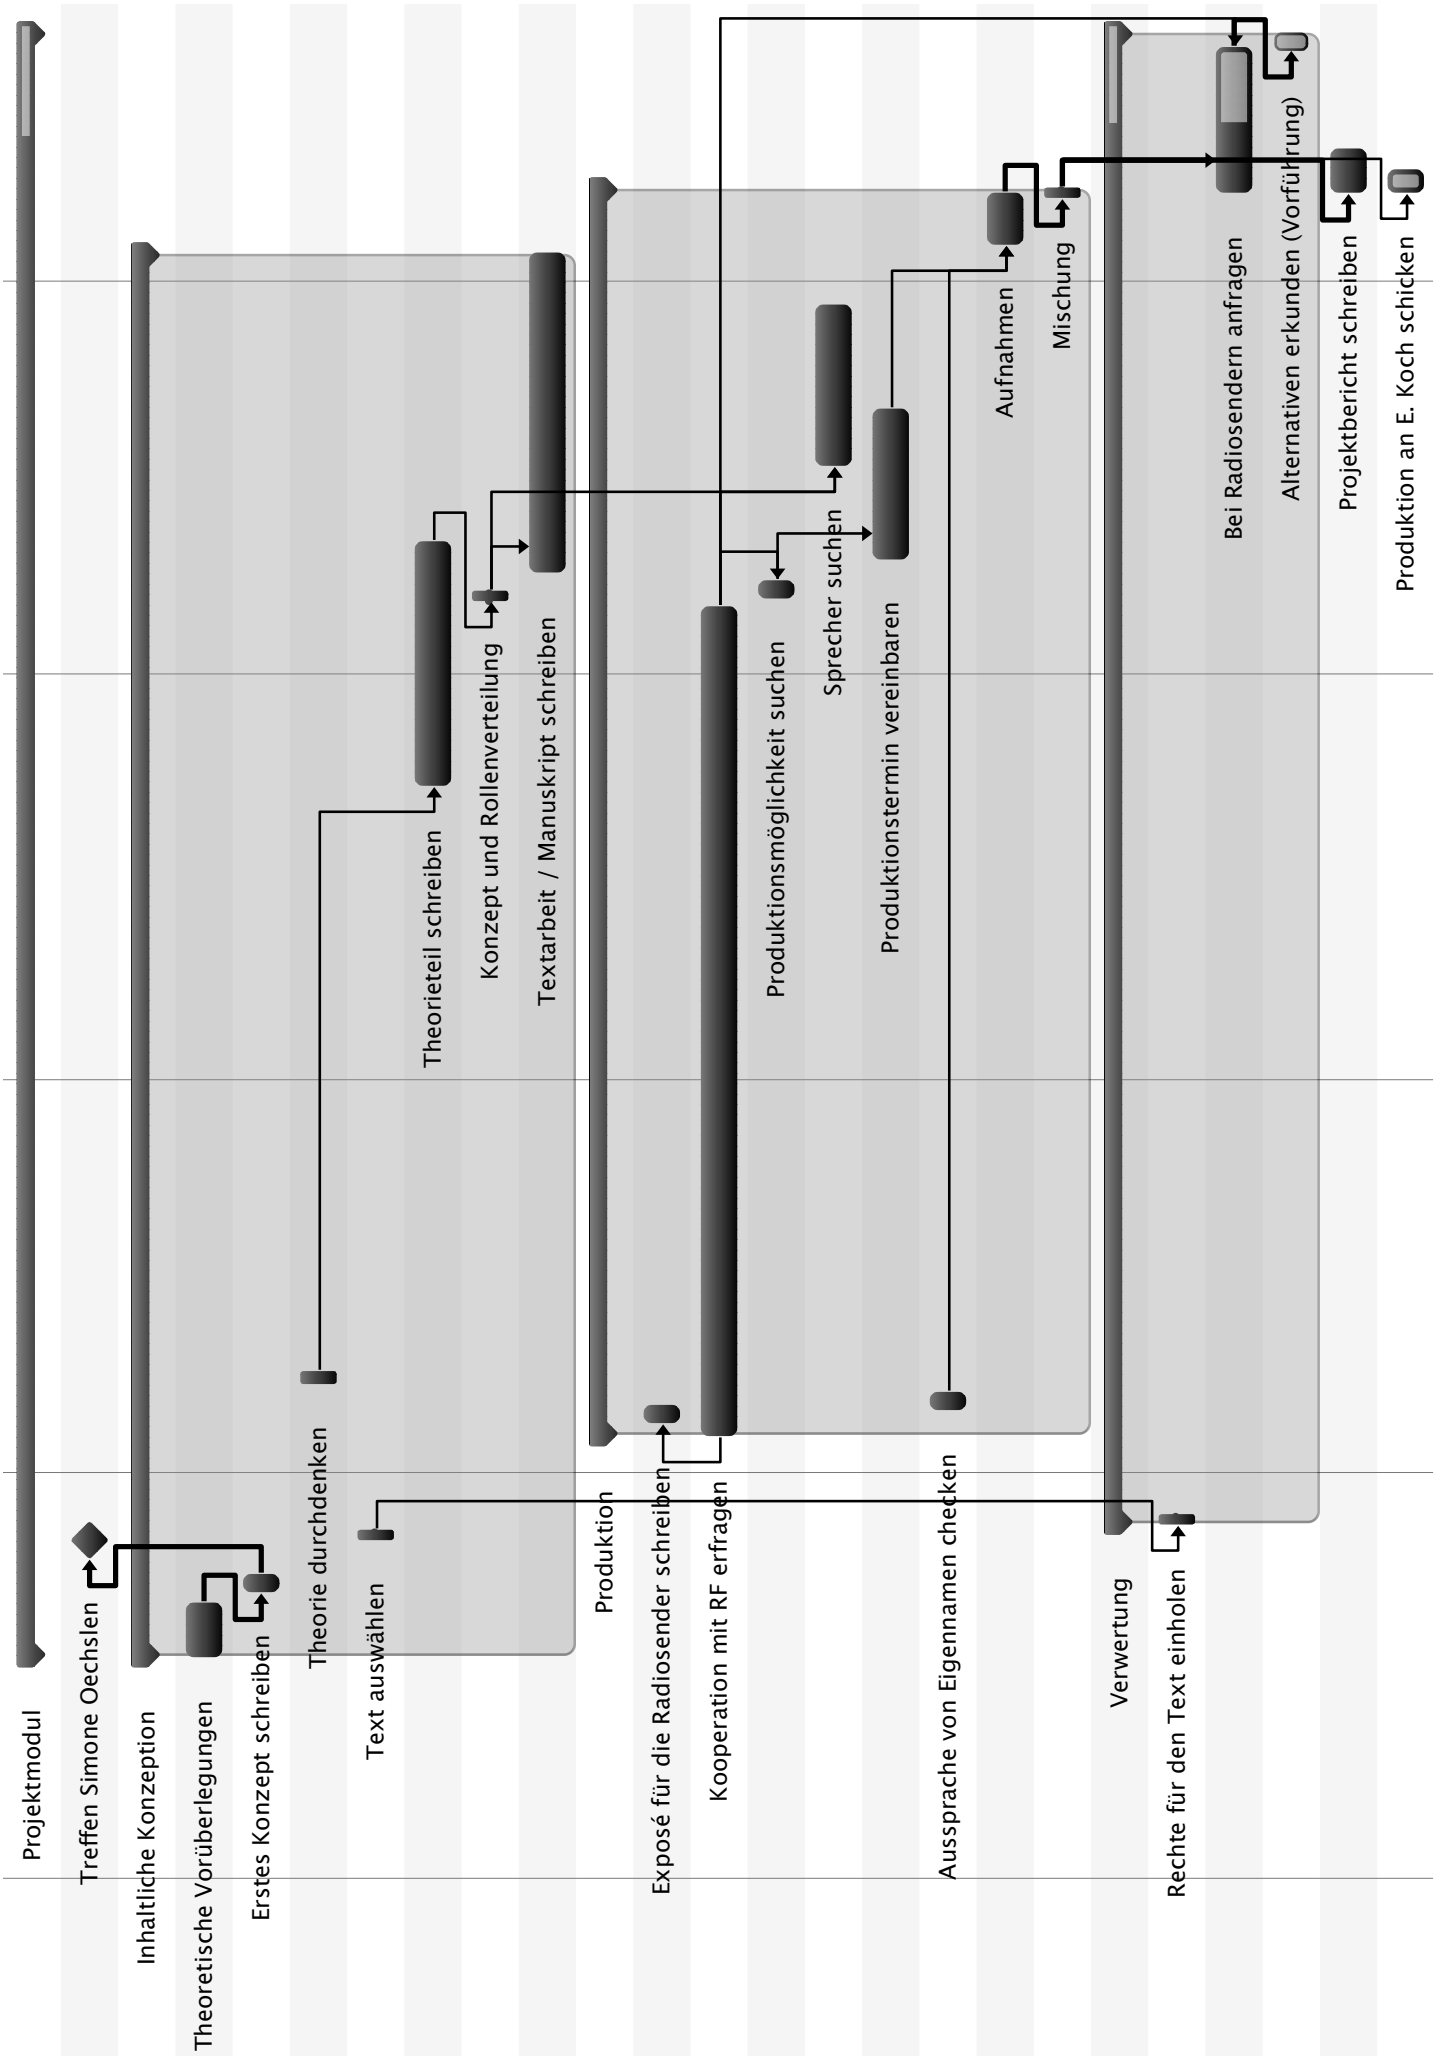 Projektmodul
Treffen Simone Oechslen
Inhaltliche Konzeption
Theoretische Vorüberlegungen
Erstes Konzept schreiben
Theorie durchdenken
Text auswählen
Theorieteil schreiben
Konzept und Rollenverteilung
Textarbeit / Manuskript schreiben
Produktion
Exposé für die Radiosender schreiben
Kooperation mit RF erfragen
Produktionsmöglichkeit suchen
Sprecher suchen
Produktionstermin vereinbaren
Aussprache von Eigennamen checken
Aufnahmen
Mischung
Verwertung
Rechte für den Text einholen
Bei Radiosendern anfragen
Alternativen erkunden (Vorführung)
Projektbericht schreiben
Produktion an E. Koch schicken